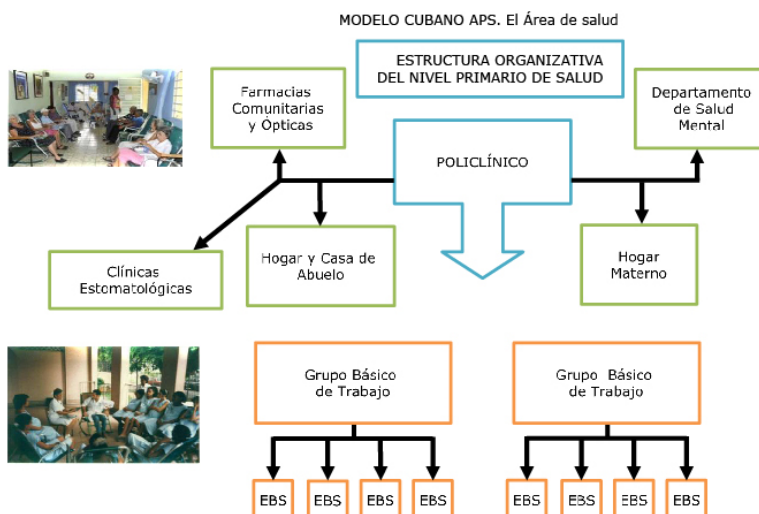 MODELO CUBANO APS. El Área de salud
ESTRUCTURA ORGANIZATIVA
DEL NIVEL PRIMARIO DE SALUD
Farmacias
Comunitarias
y Ópticas
Departamento
de Salud
Mental
POLICLÍNICO
Clínicas
Estomatológicas
Hogar y Casa de
Abuelo
Hogar
Materno
Grupo Básico
de Trabajo
Grupo Básico
de Trabajo
EBS
EBS
EBS
EBS
EBS
EBS
EBS
EBS